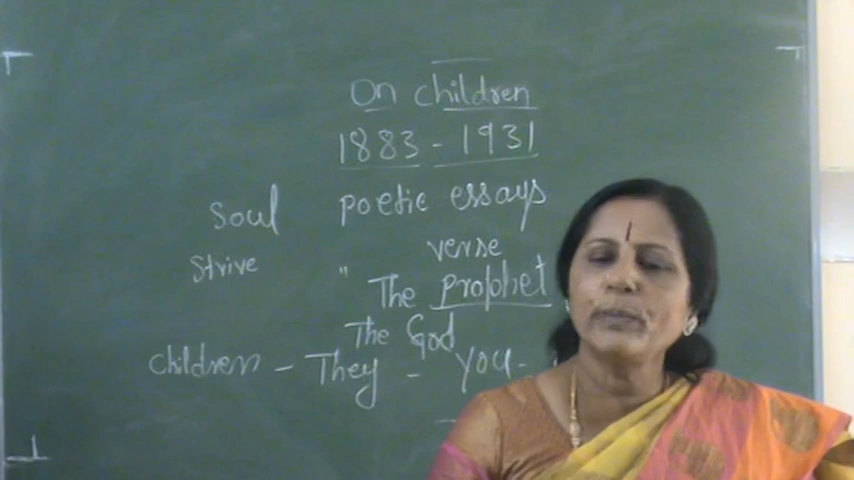 On children
1883 - 1931
Soul poetic essays
Strive " verse
The prophet
The God
children - They - you -